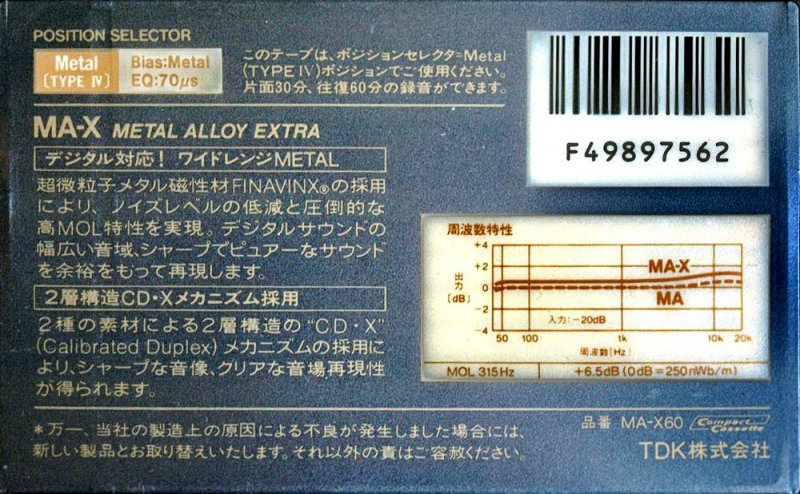 POSITION SELECTOR
Metal
(TYPE IV)
Bias:Metal
EQ:70μs
このテープは、ポジションセレクタ=Metal
(TYPE IV)ポジションでご使用ください。
片面30分、往復60分の録音ができます。
F49897562
MA-X METAL ALLOY EXTRA
デジタル対応! ワイドレンジMETAL
超微粒子メタル磁性材FINAVINX®の採用
により、ノイズレベルの低減と圧倒的な
高MOL特性を実現。デジタルサウンドの
幅広い音域、シャープでピュアーなサウンド
を余裕をもって再現します。
2層構造CD・Xメカニズム採用
2種の素材による2層構造の“CD・X”
(Calibrated Duplex) メカニズムの採用によ
り、シャープな音像、クリアな音場再現性
が得られます。
周波数特性
+4
+2
0
-2
-4
出力
[dB]
MA-X
MA
入力:-20dB
50 100 1k 10k 20k
周波数[Hz]
MOL 315Hz +6.5dB (0dB=250nWb/m)
*万一、当社の製造上の原因による不良が発生しました場合には、
新しい製品とお取り替えいたします。それ以外の責はご容赦ください。
品番 MA-X60 Compact Cassette
TDK株式会社